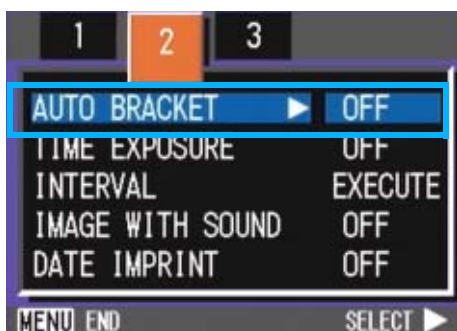 1 2 3
AUTO BRACKET ▶ OFF
TIME EXPOSURE OFF
INTERVAL EXECUTE
IMAGE WITH SOUND OFF
DATE IMPRINT OFF
MENU END SELECT ▶